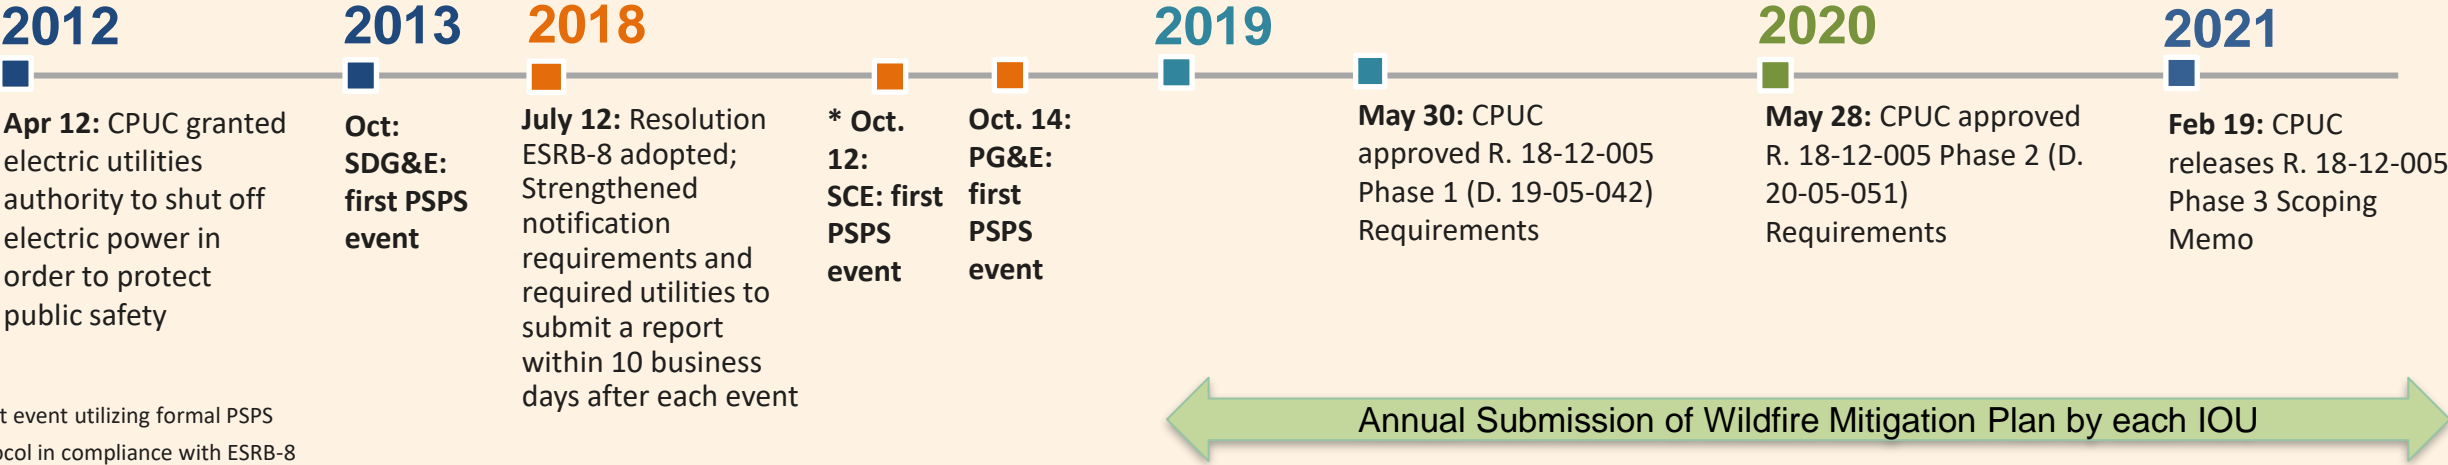 2012
2013
2018
2019
2020
2021
Apr 12: CPUC granted
electric utilities
authority to shut off
electric power in
order to protect
public safety
Oct:
SDG&E:
first PSPS
event
July 12: Resolution
ESRB-8 adopted;
Strengthened
notification
requirements and
required utilities to
submit a report
within 10 business
days after each event
* Oct.
12:
SCE: first
PSPS
event
Oct. 14:
PG&E:
first
PSPS
event
May 30: CPUC
approved R. 18-12-005
Phase 1 (D. 19-05-042)
Requirements
May 28: CPUC approved
R. 18-12-005 Phase 2 (D.
20-05-051)
Requirements
Feb 19: CPUC
releases R. 18-12-005
Phase 3 Scoping
Memo
Annual Submission of Wildfire Mitigation Plan by each IOU
t event utilizing formal PSPS
ocol in compliance with ESRB-8